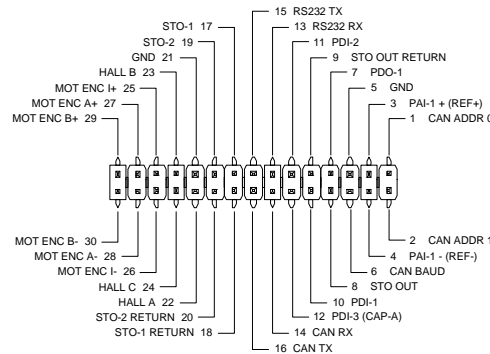 15 RS232 TX
STO-1 17
13 RS232 RX
STO-2 19
11 PDI-2
GND 21
9 STO OUT RETURN
HALL B 23
7 PDO-1
MOT ENC I+ 25
5 GND
MOT ENC A+ 27
3 PAI-1 + (REF+)
MOT ENC B+ 29
1 CAN ADDR 0
MOT ENC B- 30
2 CAN ADDR 1
MOT ENC A- 28
4 PAI-1 - (REF-)
MOT ENC I- 26
6 CAN BAUD
HALL C 24
8 STO OUT
HALL A 22
10 PDI-1
STO-2 RETURN 20
12 PDI-3 (CAP-A)
STO-1 RETURN 18
14 CAN RX
16 CAN TX